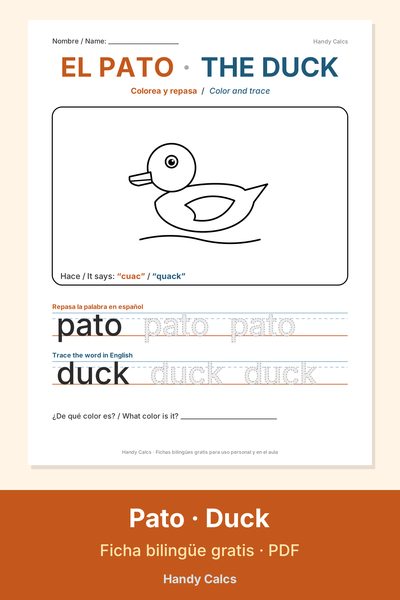 Nombre / Name: ____________________
Handy Calcs
EL PATO · THE DUCK
Colorea y repasa / Color and trace
Hace / It says: “cuac” / “quack”
Repasa la palabra en español
pato pato pato
Trace the word in English
duck duck duck
¿De qué color es? / What color is it? ____________________________
Handy Calcs · Fichas bilingües gratis para uso personal y en el aula
Pato · Duck
Ficha bilingüe gratis · PDF
Handy Calcs